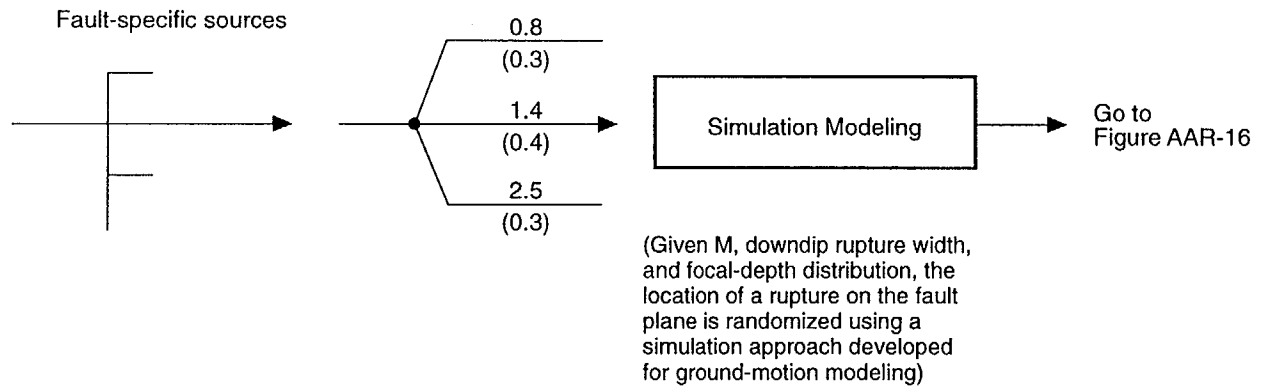 Fault-specific sources
0.8
(0.3)
1.4
(0.4)
2.5
(0.3)
Simulation Modeling
Go to
Figure AAR-16
(Given M, downdip rupture width,
and focal-depth distribution, the
location of a rupture on the fault
plane is randomized using a
simulation approach developed
for ground-motion modeling)